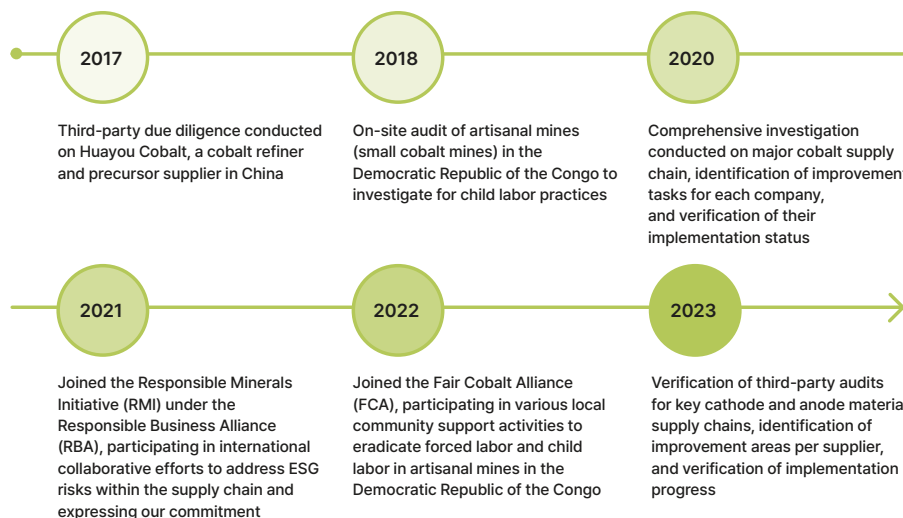 2017
Third-party due diligence conducted
on Huayou Cobalt, a cobalt refiner
and precursor supplier in China
2018
On-site audit of artisanal mines
(small cobalt mines) in the
Democratic Republic of the Congo to
investigate for child labor practices
2020
Comprehensive investigation
conducted on major cobalt supply
chain, identification of improvement
tasks for each company,
and verification of their
implementation status
2021
Joined the Responsible Minerals
Initiative (RMI) under the
Responsible Business Alliance
(RBA), participating in international
collaborative efforts to address ESG
risks within the supply chain and
expressing our commitment
2022
Joined the Fair Cobalt Alliance
(FCA), participating in various local
community support activities to
eradicate forced labor and child
labor in artisanal mines in the
Democratic Republic of the Congo
2023
Verification of third-party audits
for key cathode and anode material
supply chains, identification of
improvement areas per supplier,
and verification of implementation
progress